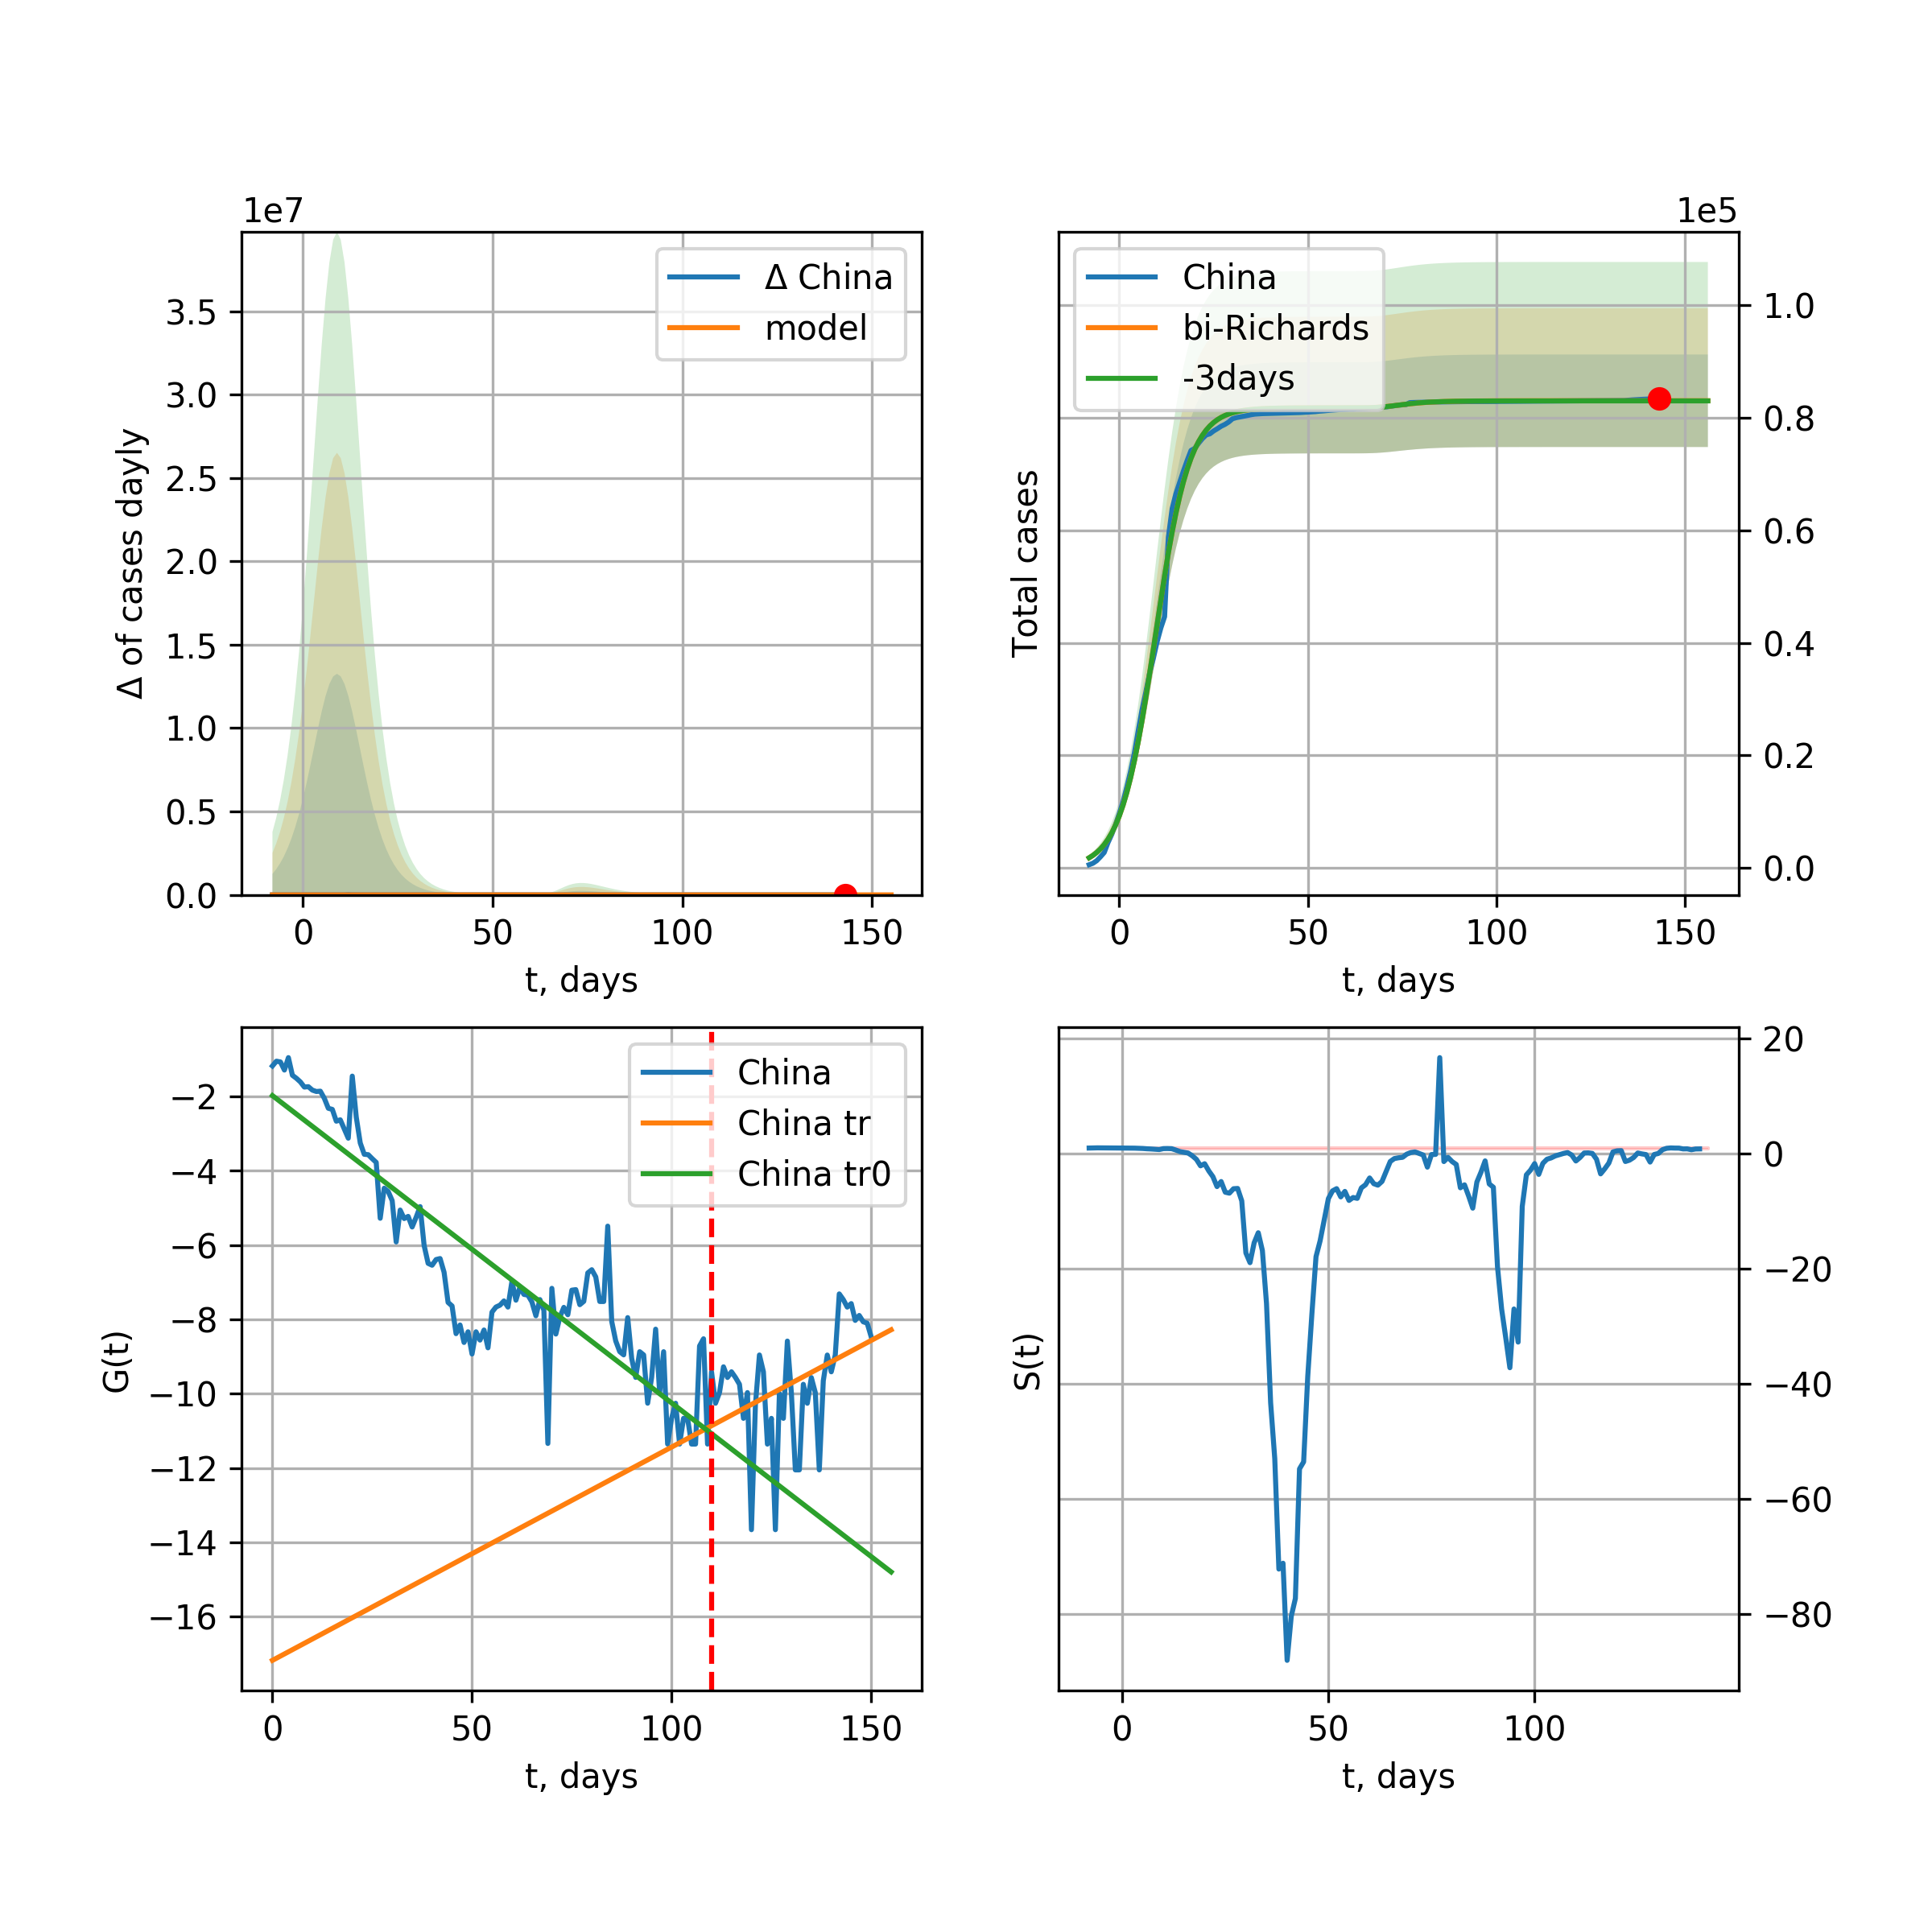 1e7
Δ China
model
3.5
3.0
2.5
2.0
1.5
1.0
0.5
0.0
Δ of cases dayly
0 50 100 150
t, days
1e5
China
bi-Richards
-3days
1.0
0.8
0.6
0.4
0.2
0.0
Total cases
0 50 100 150
t, days
China
China tr
China tr0
−2
−4
−6
−8
−10
−12
−14
−16
G(t)
0 50 100 150
t, days
20
0
−20
−40
−60
−80
S(t)
0 50 100
t, days